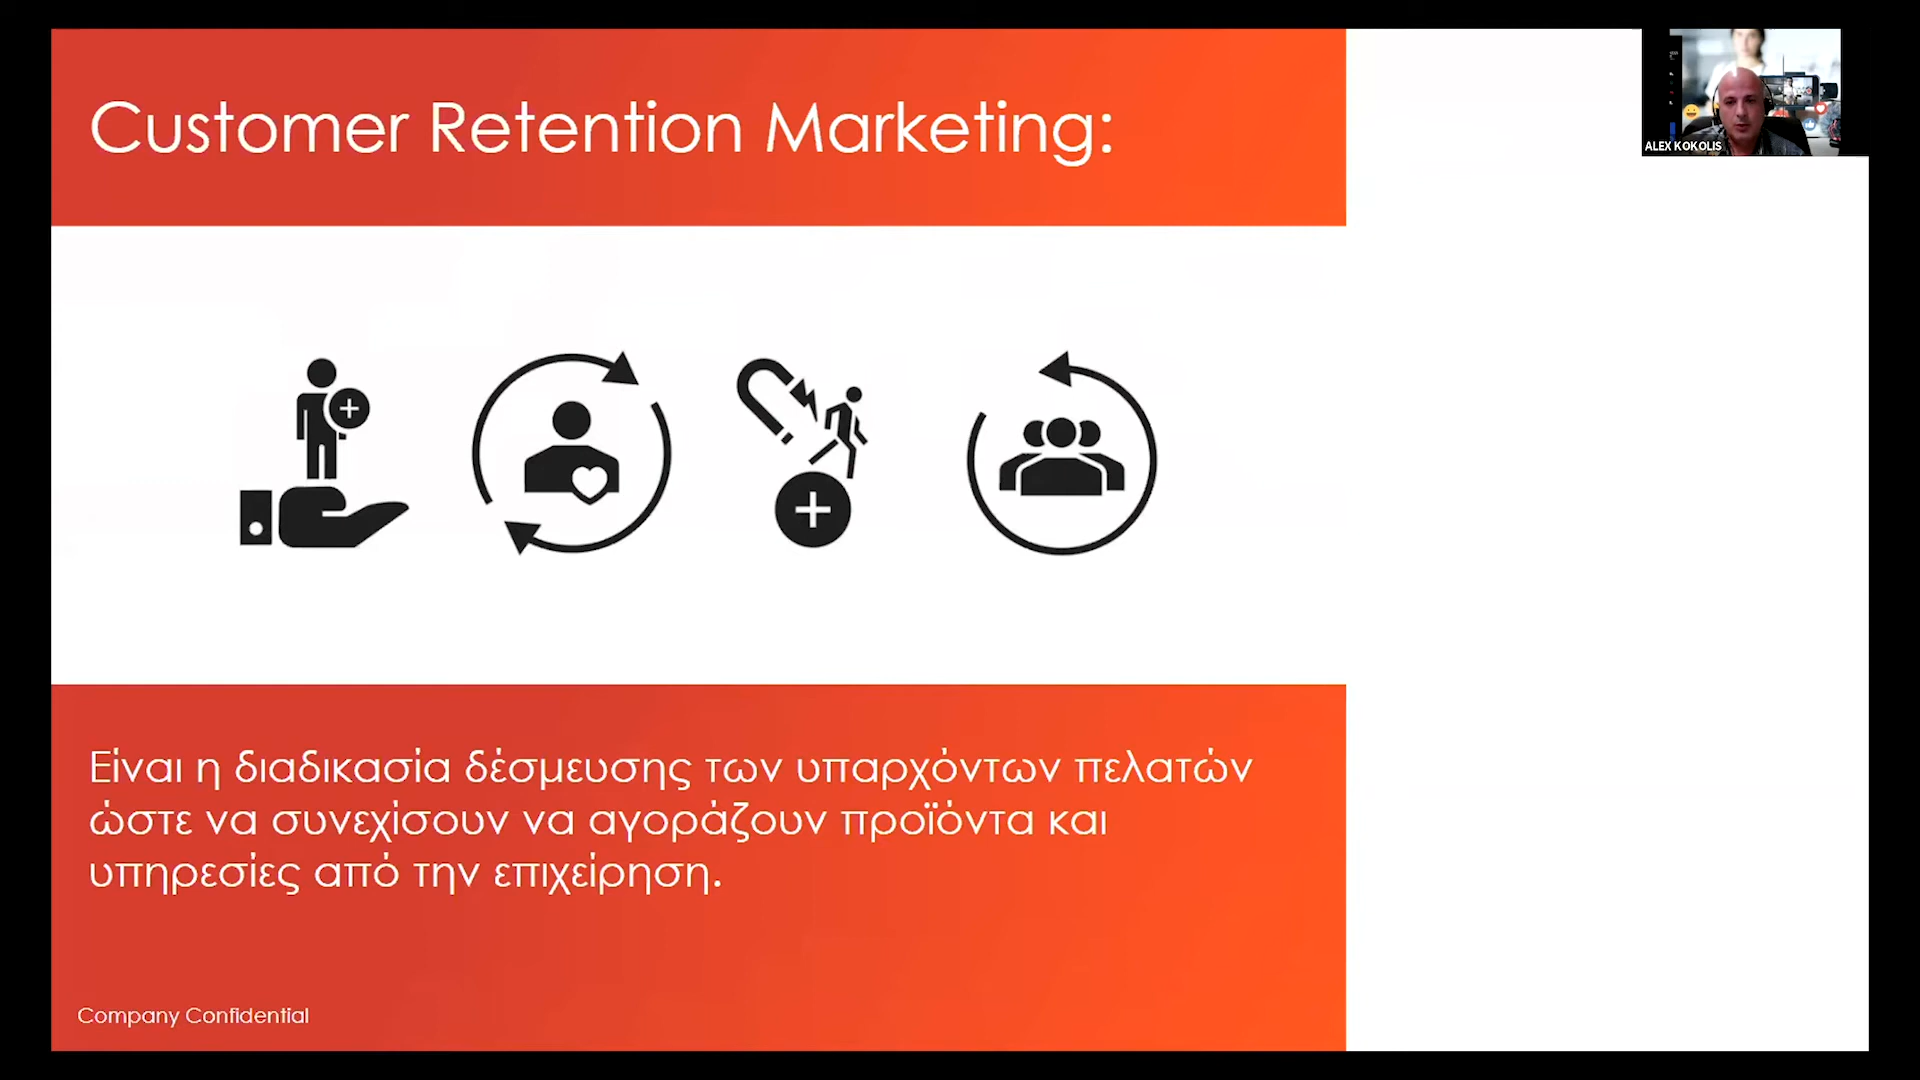 Customer Retention Marketing:
ALEX KOKOLIS
Είναι η διαδικασία δέσμευσης των υπαρχόντων πελατών
ώστε να συνεχίσουν να αγοράζουν προϊόντα και
υπηρεσίες από την επιχείρηση.
Company Confidential